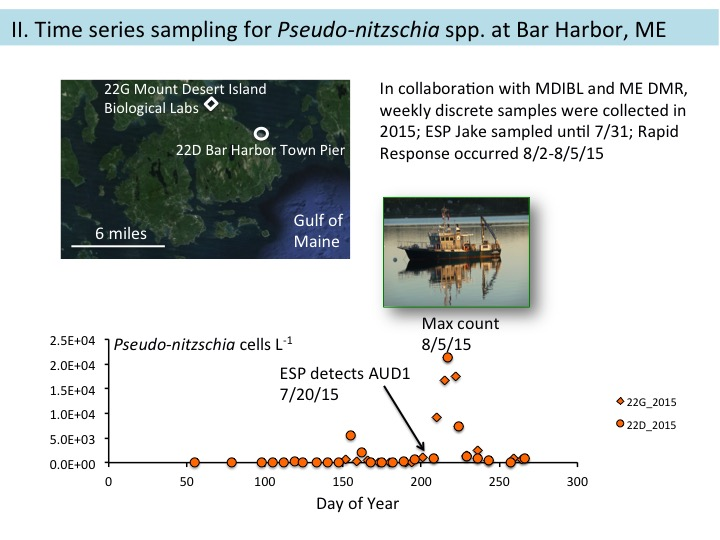 II. Time series sampling for Pseudo-nitzschia spp. at Bar Harbor, ME
22G Mount Desert Island
Biological Labs
22D Bar Harbor Town Pier
6 miles
Gulf of
Maine
In collaboration with MDIBL and ME DMR,
weekly discrete samples were collected in
2015; ESP Jake sampled until 7/31; Rapid
Response occurred 8/2-8/5/15
Max count
8/5/15
Pseudo-nitzschia cells L-1
ESP detects AUD1
7/20/15
2.5E+04
2.0E+04
1.5E+04
1.0E+04
5.0E+03
0.0E+00
0 50 100 150 200 250 300
Day of Year
22G_2015
22D_2015